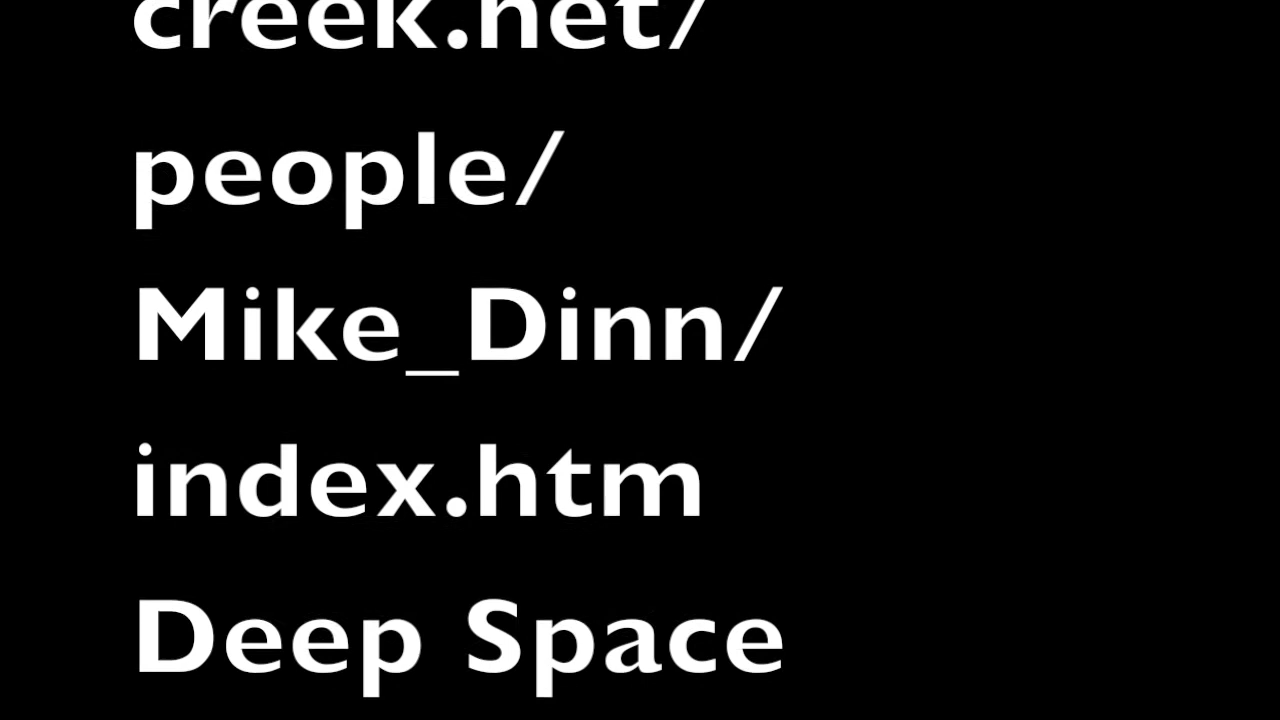 creek.net/
people/
Mike_Dinn/
index.htm
Deep Space